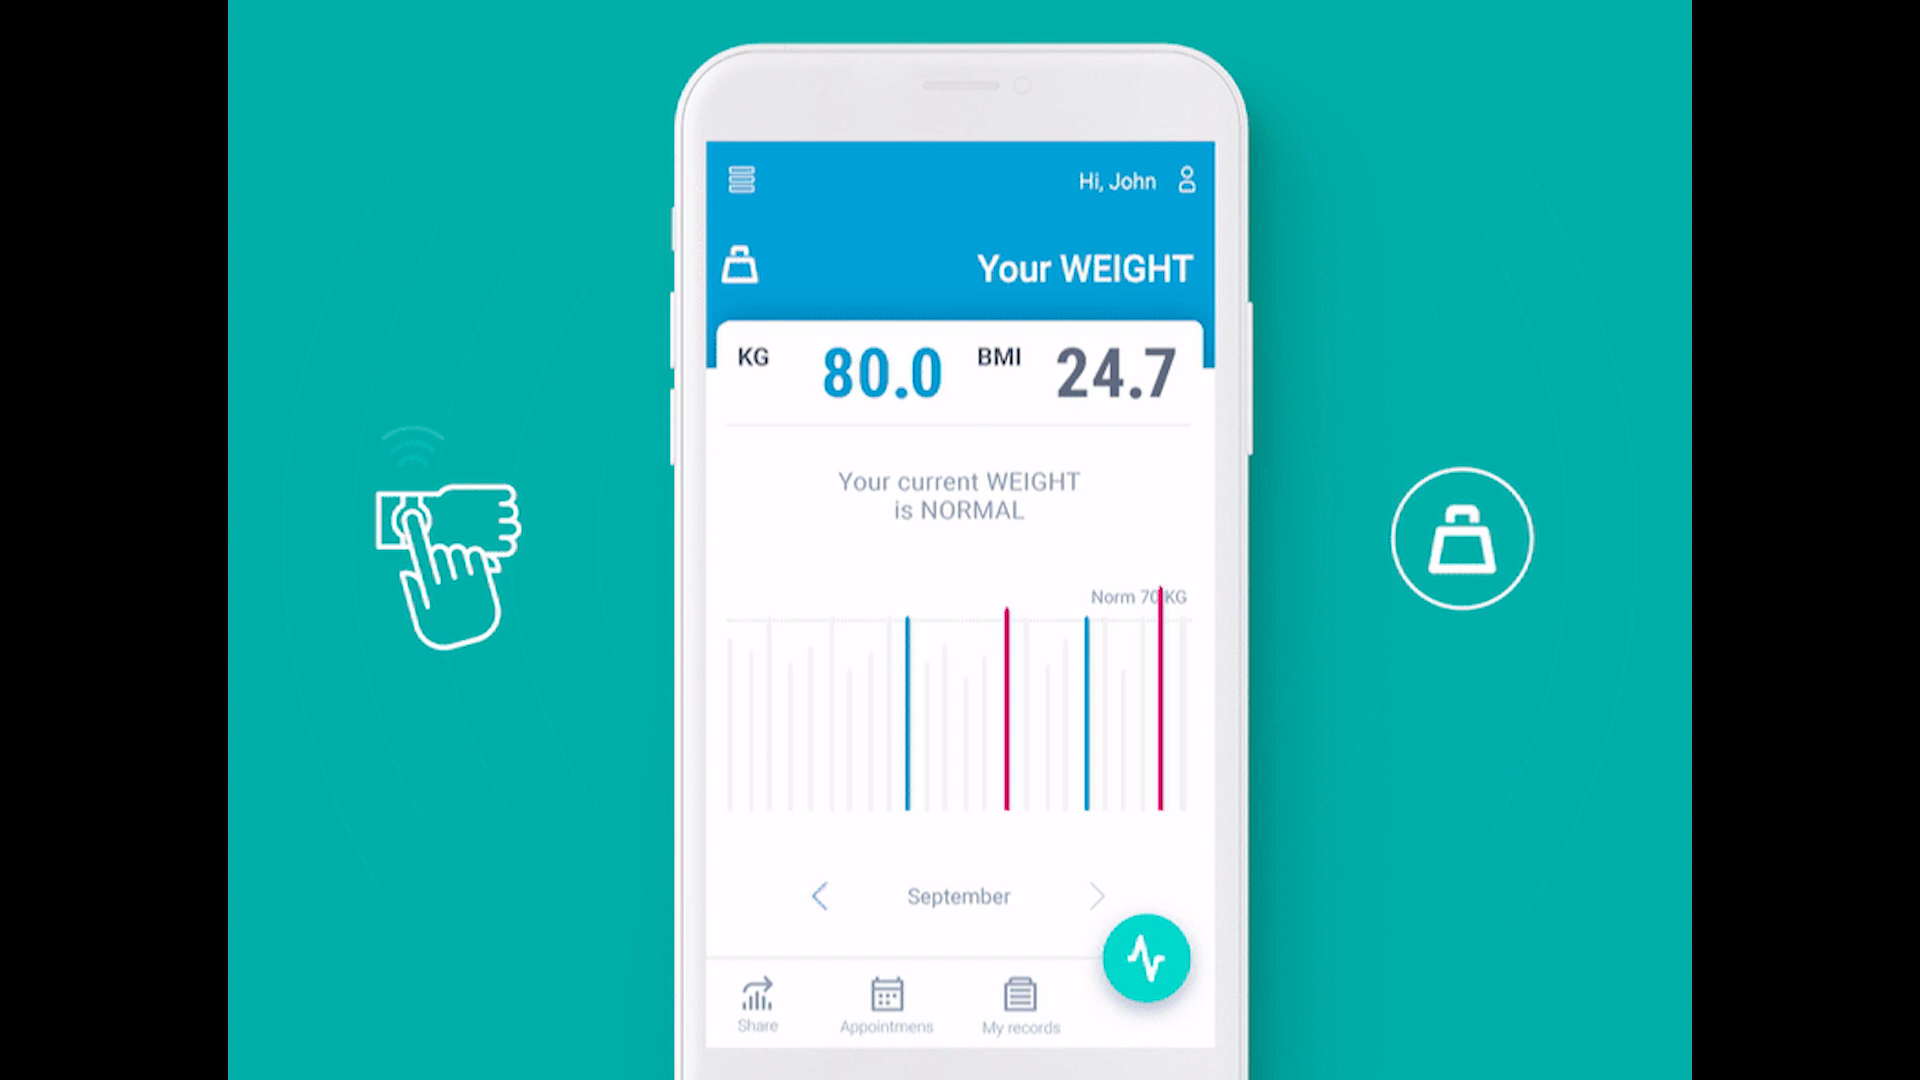 Hi, John
Your WEIGHT
KG 80.0 BMI 24.7
Your current WEIGHT
is NORMAL
Norm 70 KG
September
Share Appointmens My records